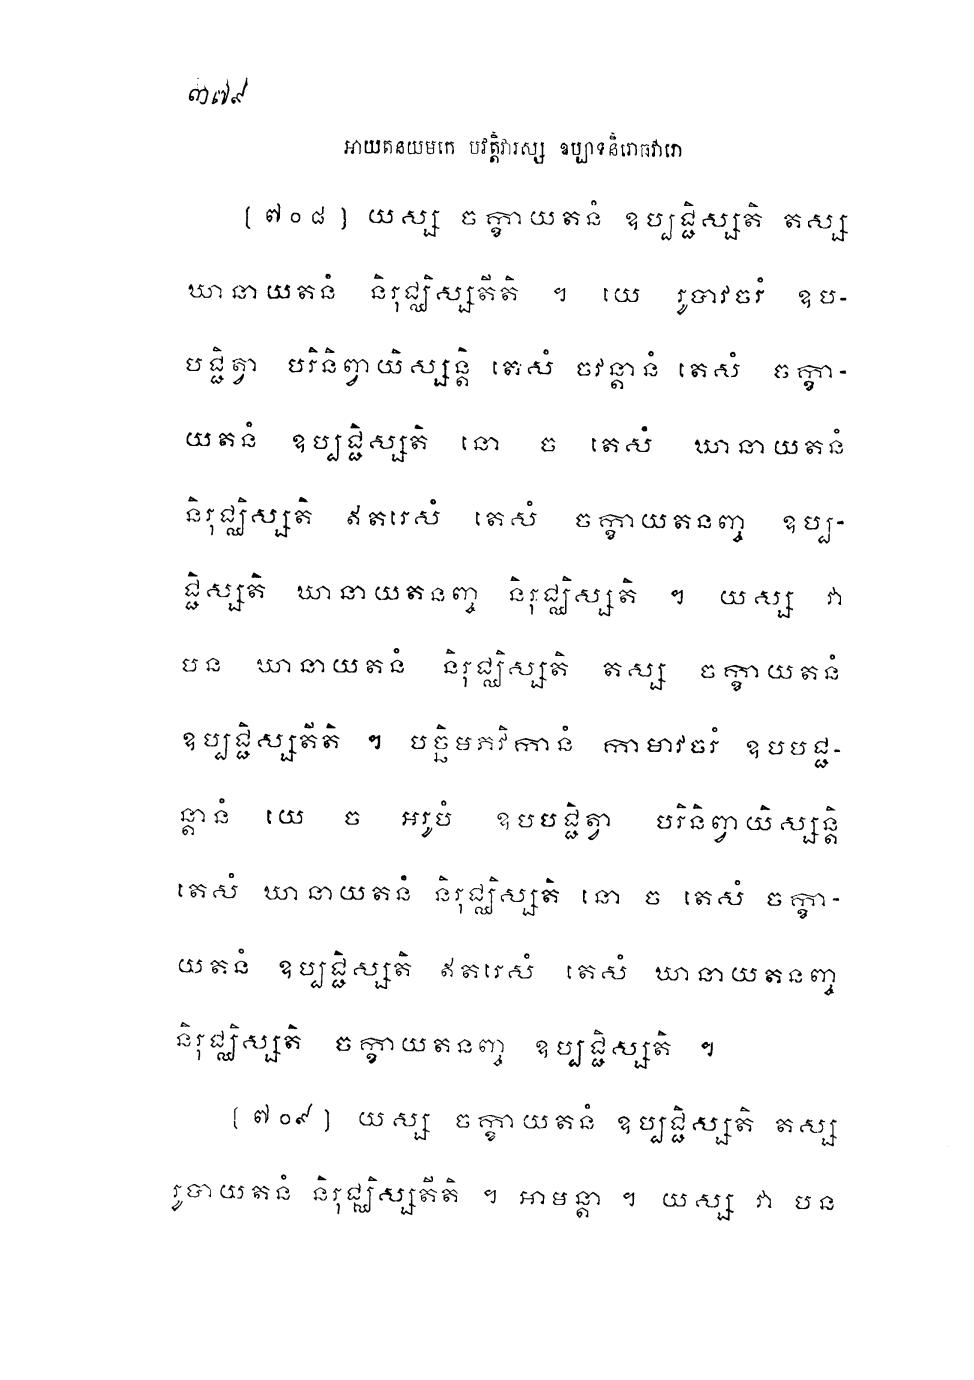 ៣៧៩
អាយតនយមកេ បវត្តិវារស្ស ឧប្បាទនិរោធវារោ
(៧០៨) យស្ស ចក្ខាយតនំ ឧប្បជ្ជិស្សតិ តស្ស
ឃានាយតនំ និរុជ្ឈិស្សតីតិ ។ យេ រូបាវចរំ ឧប-
បជ្ជិត្វា បរិនិព្វាយិស្សន្តិ តេសំ ចវន្តានំ តេសំ ចក្ខា-
យតនំ ឧប្បជ្ជិស្សតិ នោ ច តេសំ ឃានាយតនំ
និរុជ្ឈិស្សតិ ឥតរេសំ តេសំ ចក្ខាយតនញ្ច ឧប្ប-
ជ្ជិស្សតិ ឃានាយតនញ្ច និរុជ្ឈិស្សតិ ។ យស្ស វា
បន ឃានាយតនំ និរុជ្ឈិស្សតិ តស្ស ចក្ខាយតនំ
ឧប្បជ្ជិស្សតីតិ ។ បច្ឆិមភវិកានំ កាមាវចរំ ឧបបជ្ជ-
ន្តានំ យេ ច អរូបំ ឧបបជ្ជិត្វា បរិនិព្វាយិស្សន្តិ
តេសំ ឃានាយតនំ និរុជ្ឈិស្សតិ នោ ច តេសំ ចក្ខា-
យតនំ ឧប្បជ្ជិស្សតិ ឥតរេសំ តេសំ ឃានាយតនញ្ច
និរុជ្ឈិស្សតិ ចក្ខាយតនញ្ច ឧប្បជ្ជិស្សតិ ។
(៧០៩) យស្ស ចក្ខាយតនំ ឧប្បជ្ជិស្សតិ តស្ស
រូបាយតនំ និរុជ្ឈិស្សតីតិ ។ អាមន្តា ។ យស្ស វា បន